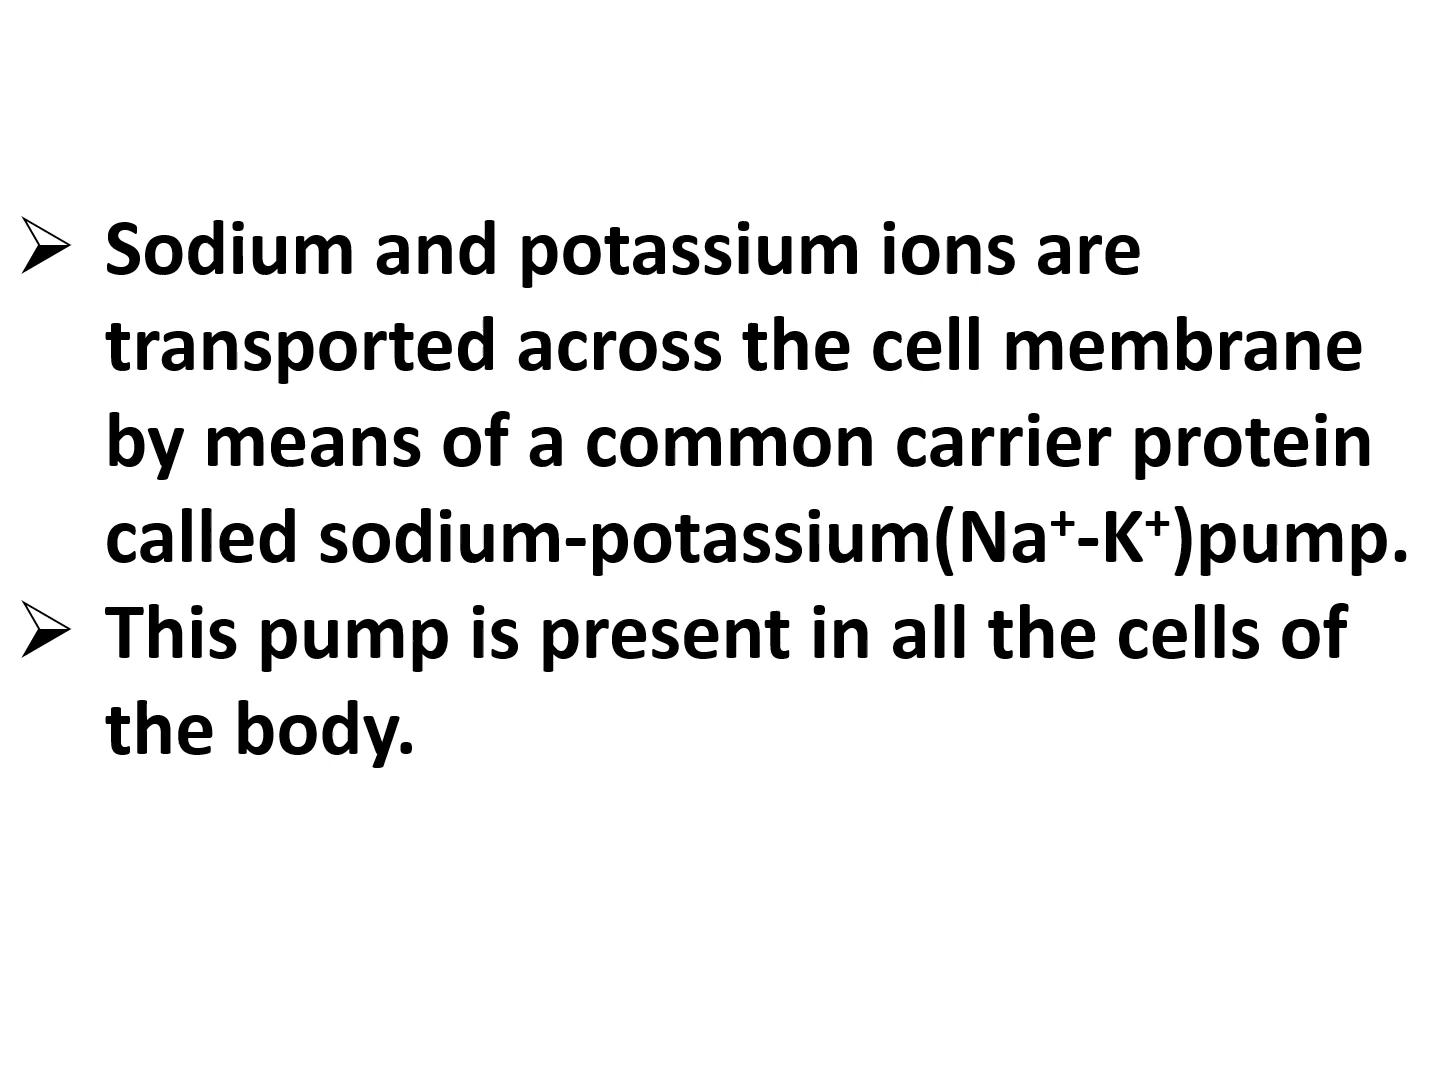 ➢ Sodium and potassium ions are
transported across the cell membrane
by means of a common carrier protein
called sodium-potassium(Na⁺-K⁺)pump.
➢ This pump is present in all the cells of
the body.